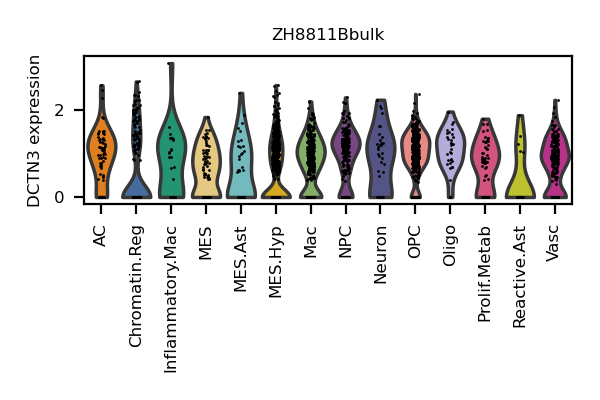 ZH8811Bbulk
DCTN3 expression
2
0
AC
Chromatin.Reg
Inflammatory.Mac
MES
MES.Ast
MES.Hyp
Mac
NPC
Neuron
OPC
Oligo
Prolif.Metab
Reactive.Ast
Vasc